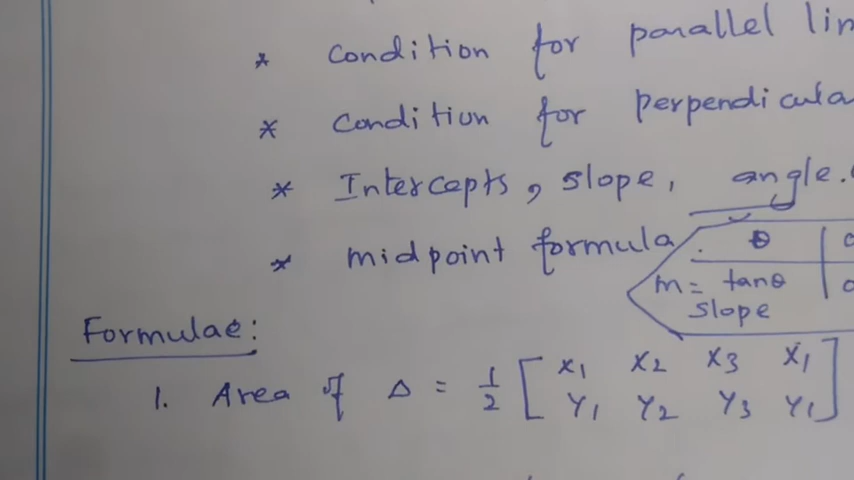 * Condition for parallel lin
* Condition for perpendicula
* Intercepts, slope, angle.
* midpoint formula.
θ
m = tanθ
slope
Formulae:
1. Area of Δ = 1/2 [ x1 x2 x3 x1
y1 y2 y3 y1 ]